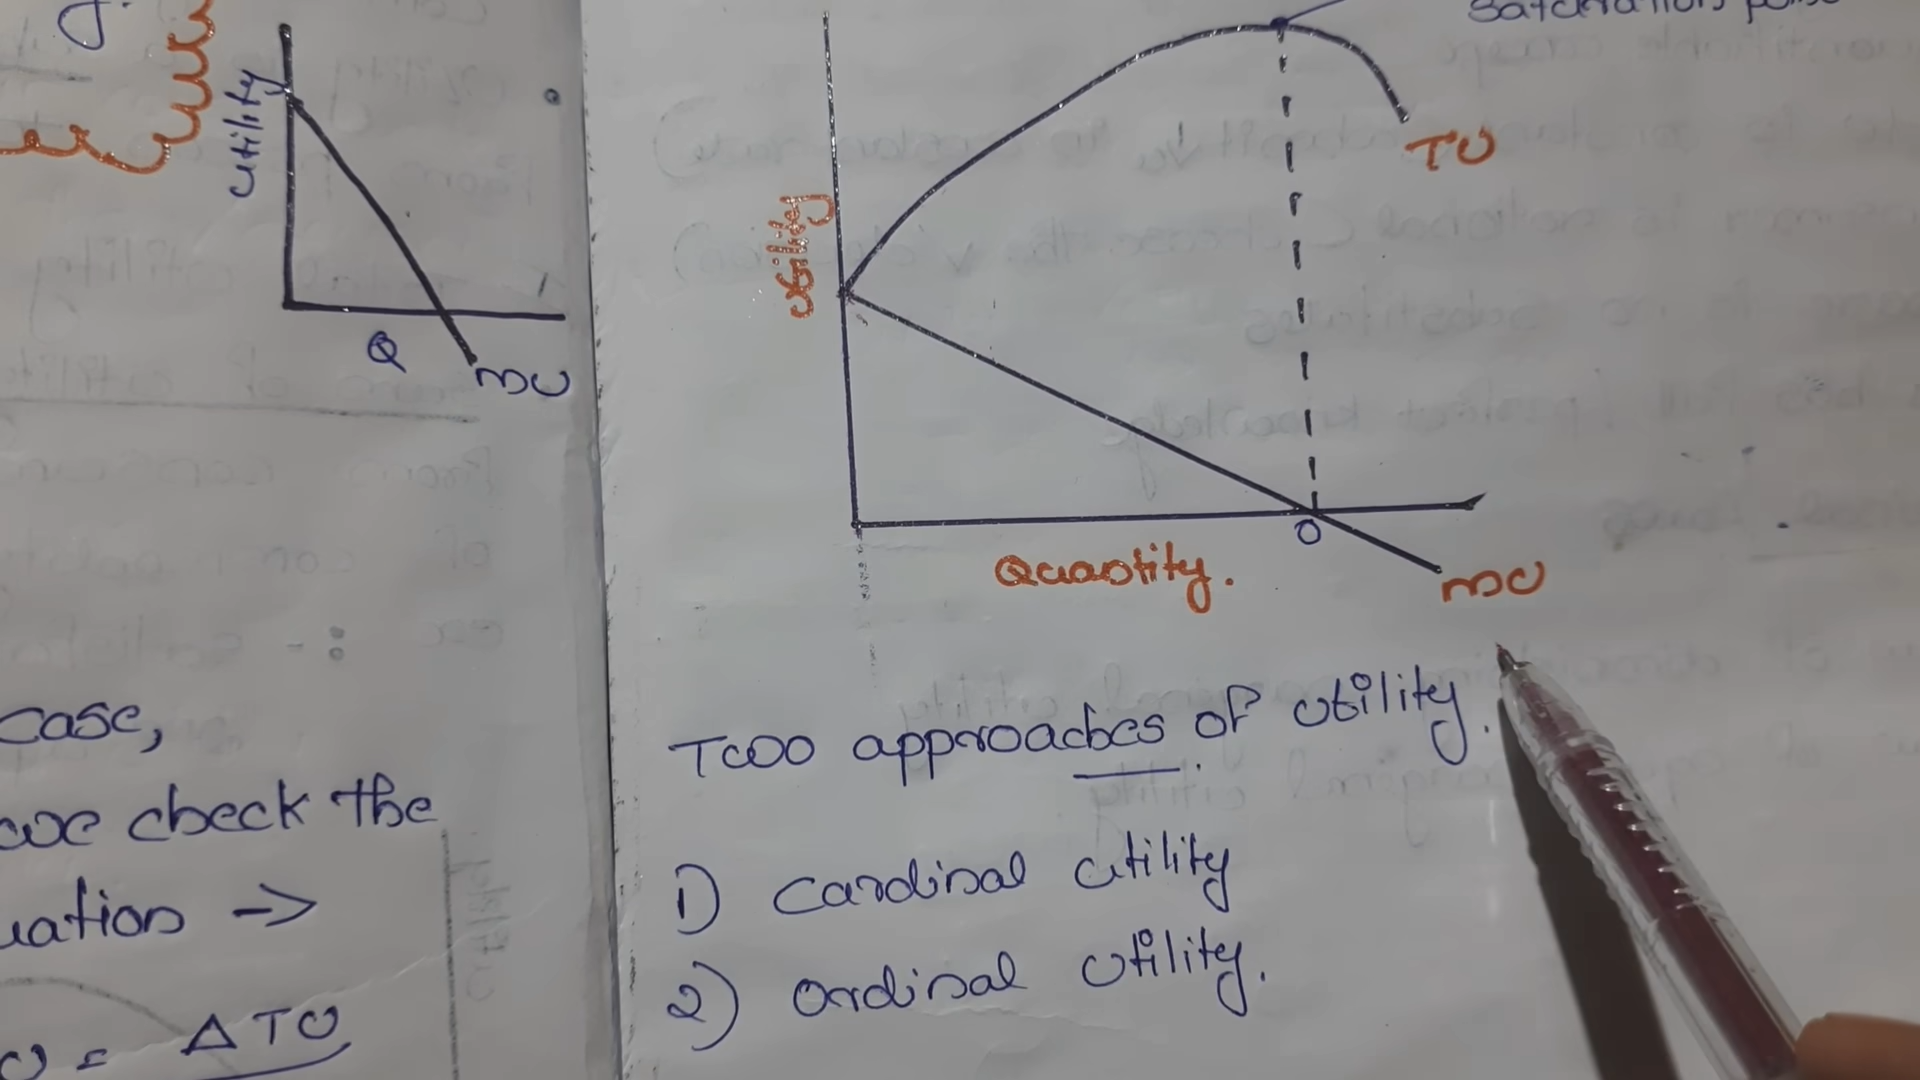 utility
Q
MU
case,
we check the
uation ->
U = ΔTU
point
TU
utility
0
Quantity.
MU
Two approaches of utility.
1) Cardinal utility
2) Ordinal utility.